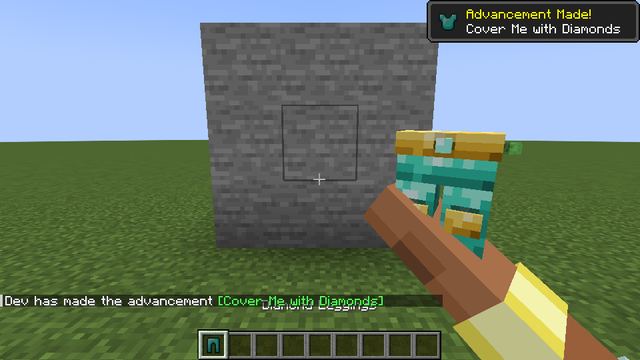 Advancement Made!
Cover Me with Diamonds
Dev has made the advancement [Cover Me with Diamonds]
Diamond Leggings